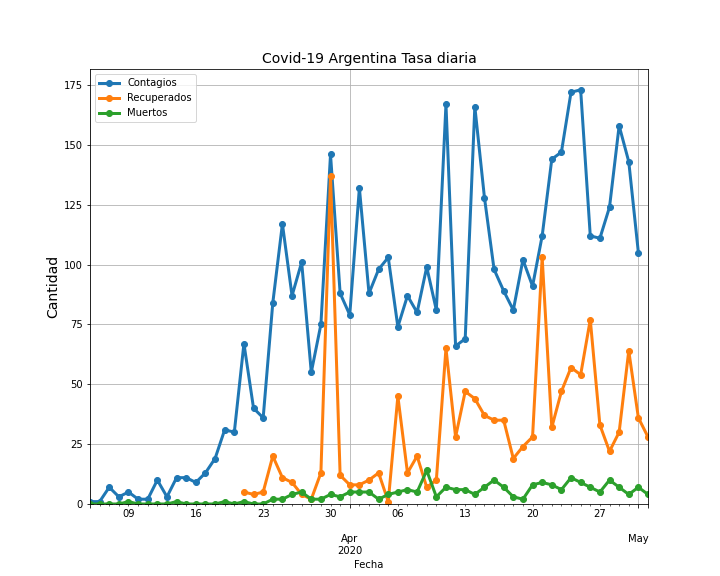 Covid-19 Argentina Tasa diaria
Contagios
Recuperados
Muertos
175
150
125
100
75
50
25
0
Cantidad
09 16 23 30 06 13 20 27
Apr May
2020
Fecha